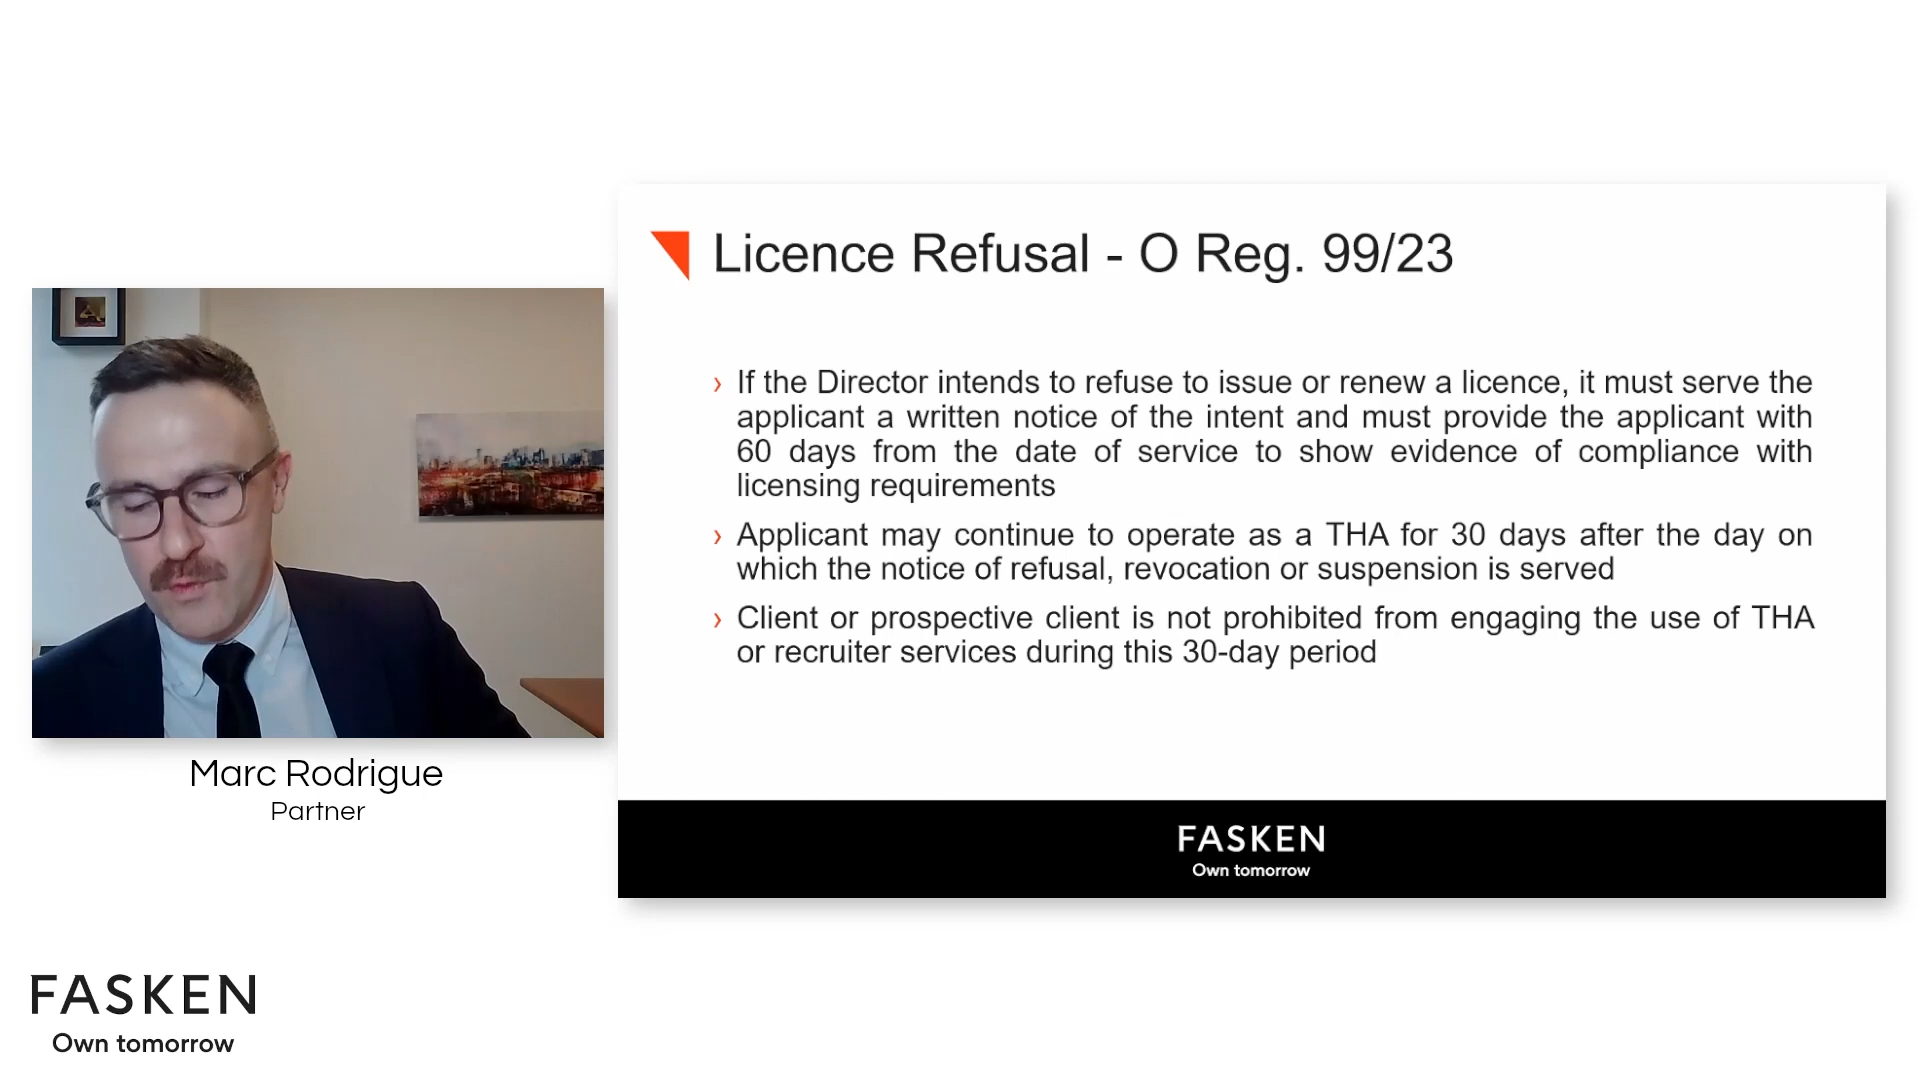 Licence Refusal - O Reg. 99/23
› If the Director intends to refuse to issue or renew a licence, it must serve the
applicant a written notice of the intent and must provide the applicant with
60 days from the date of service to show evidence of compliance with
licensing requirements
› Applicant may continue to operate as a THA for 30 days after the day on
which the notice of refusal, revocation or suspension is served
› Client or prospective client is not prohibited from engaging the use of THA
or recruiter services during this 30-day period
FASKEN
Own tomorrow
Marc Rodrigue
Partner
FASKEN
Own tomorrow